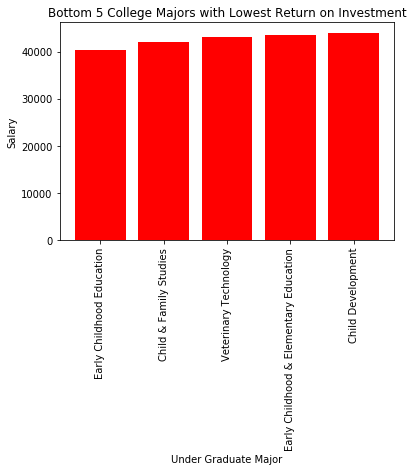 Bottom 5 College Majors with Lowest Return on Investment
40000
30000
20000
10000
0
Salary
Early Childhood Education
Child & Family Studies
Veterinary Technology
Early Childhood & Elementary Education
Child Development
Under Graduate Major